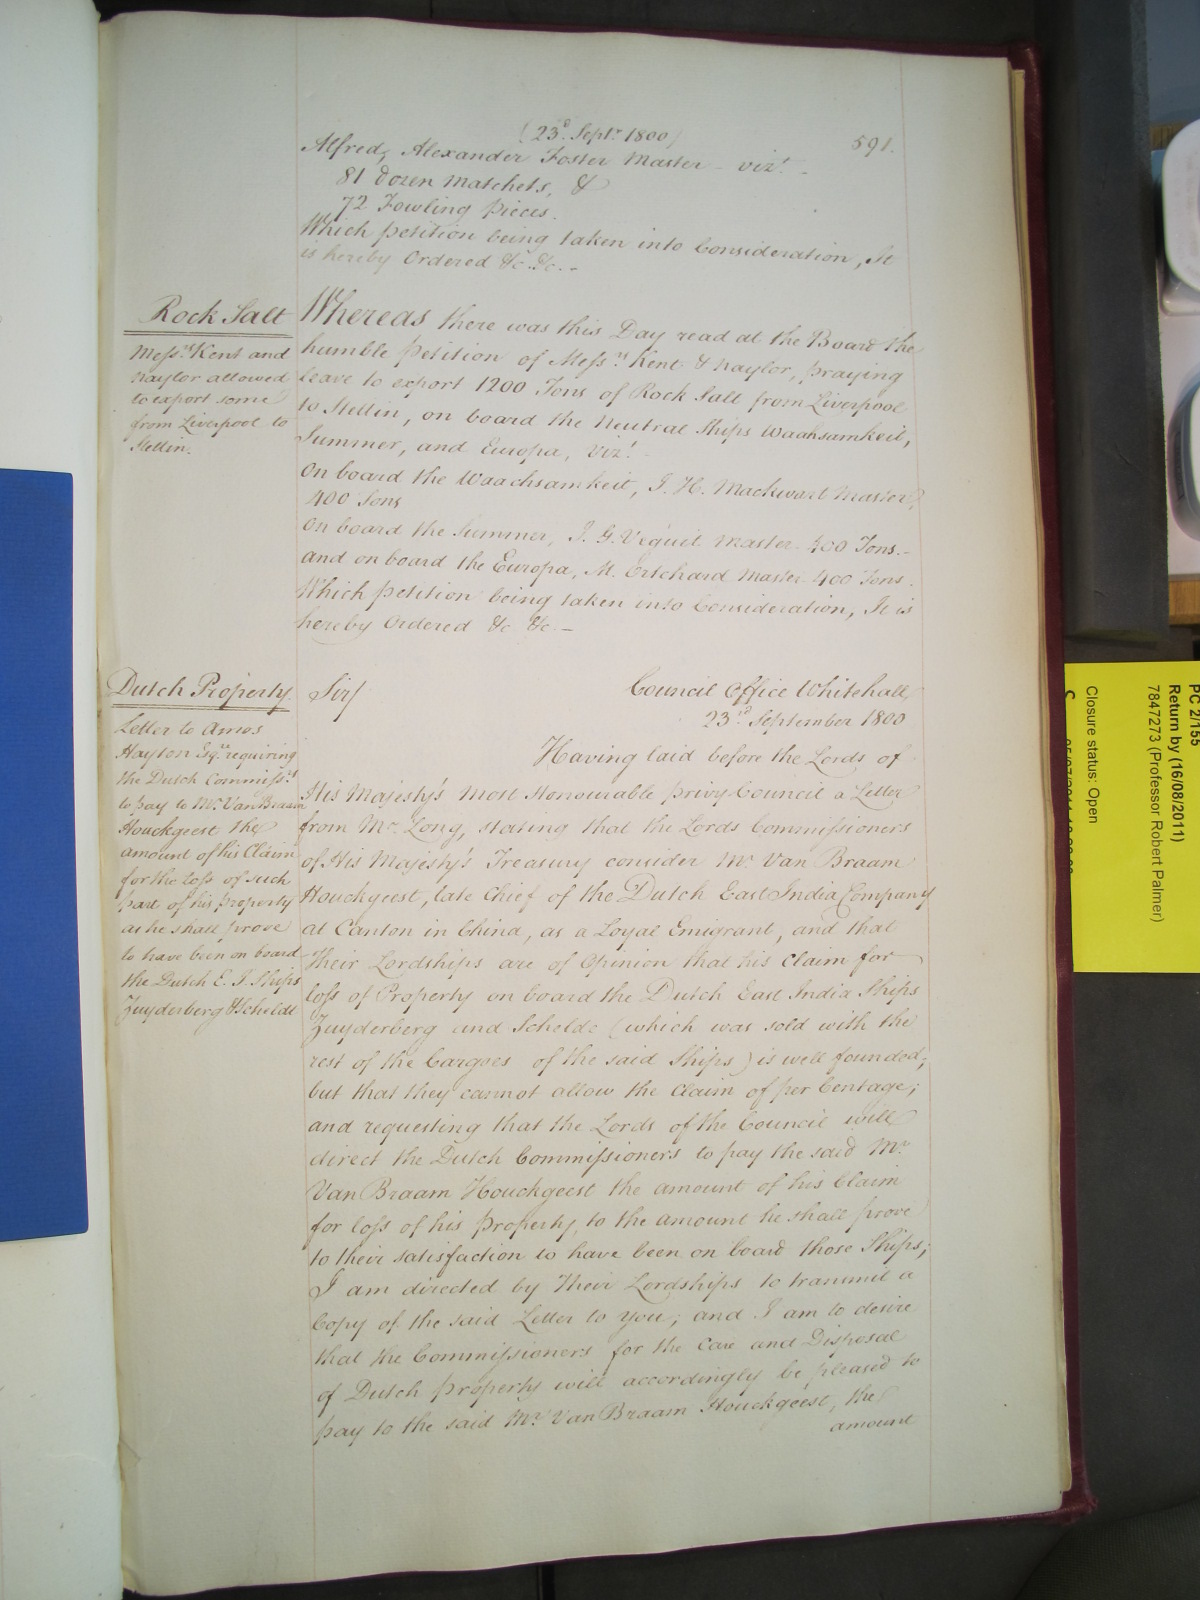 (23.d Sept.r 1800)
591.
Alfred, Alexander Foster Master - viz.t -
81 dozen Matchets, &
72 Fowling Pieces.
Which petition being taken into Consideration, It
is hereby Ordered &c. &c. -
Rock Salt
Mess.rs Kent and
Naylor allowed
to export some
from Liverpool to
Stettin.
Whereas there was this Day read at the Board the
humble Petition of Mess.rs Kent & Naylor, praying
Leave to export 1200 Tons of Rock Salt from Liverpool
to Stettin, on board the Neutral Ships Waahsamkeit,
Summer, and Europa, Viz.t -
On board the Waachsamkeit, I. H. Mackwart Master,
400 Tons
On board the Summer, I. G. Vequit Master 400 Tons. -
and on board the Europa, M. Ertchard Master 400 Tons.
Which petition being taken into Consideration, It is
hereby Ordered &c &c. -
Dutch Property.
Letter to Amos
Hayton Esq.re requiring
the Dutch Commiss.rs
to pay to Mr. Van Braam
Houckgeest the
amount of his Claim
for the loss of such
part of his property
as he shall prove
to have been on board
the Dutch E. I. Ships
Zuyderberg & Scheldt
Sir/
Council Office Whitehall,
23.rd September 1800
Having laid before the Lords of
His Majesty's Most Honourable Privy Council a Letter
from Mr. Long, stating that the Lords Commissioners
of His Majesty's Treasury consider Mr. Van Braam
Houckgeest, late Chief of the Dutch East India Company
at Canton in China, as a Loyal Emigrant, and that
Their Lordships are of Opinion that his Claim for
loss of Property on board the Dutch East India Ships
Zuyderberg and Schelde (which was sold with the
rest of the Cargoes of the said Ships) is well founded;
but that they cannot allow the Claim of per Centage;
and requesting that the Lords of the Council will
direct the Dutch Commissioners to pay the said Mr.
Van Braam Houckgeest the amount of his Claim
for loss of his Property, to the amount he shall prove
to their satisfaction to have been on board those Ships;
I am directed by Their Lordships to transmit a
Copy of the said Letter to you; and I am to desire
that the Commissioners for the Care and Disposal
of Dutch property will accordingly be pleased to
pay to the said Mr. Van Braam Houckgeest, the
amount
PC 2/155
Return by (16/08/2011)
7847273 (Professor Robert Palmer)
Closure status: Open